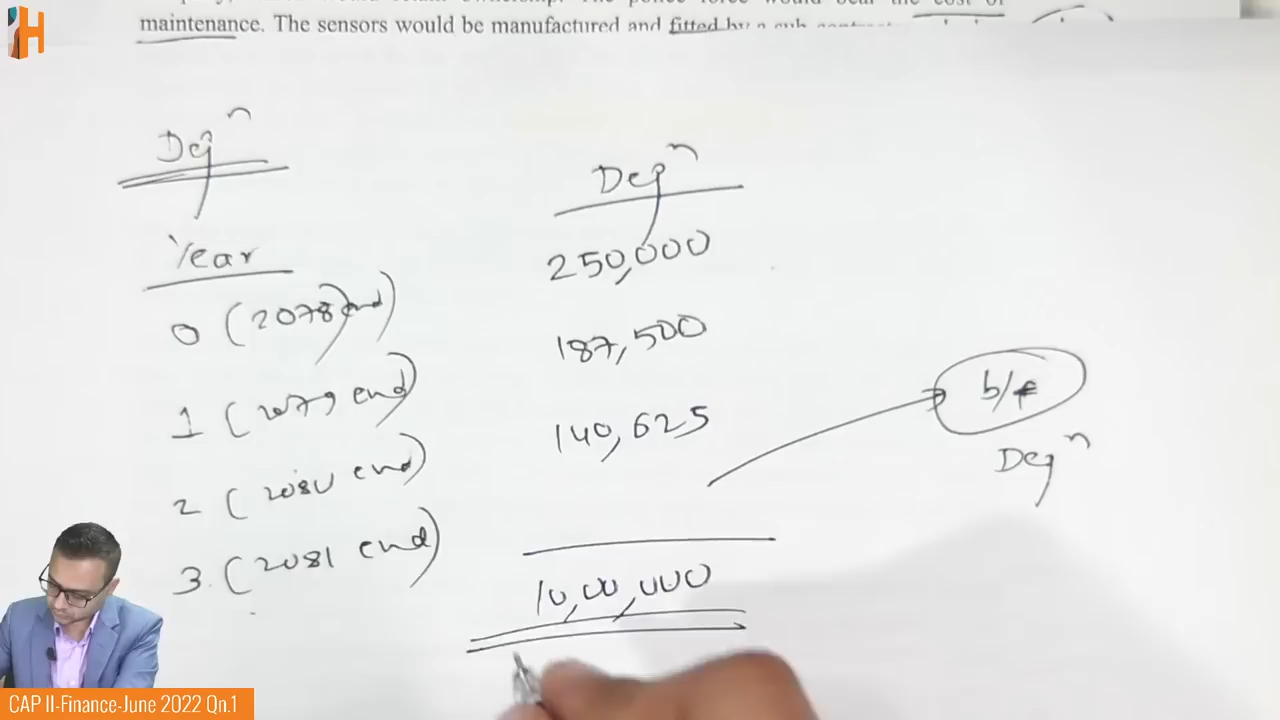 H
maintenance. The sensors would be manufactured and fitted by a sub
Depn
Depn
Year
250,000
0 (2078 end)
187,500
1 (2079 end)
140,625
b/f
Depn
2 (2080 end)
3. (2081 end)
10,00,000
CAP II-Finance-June 2022 Qn.1